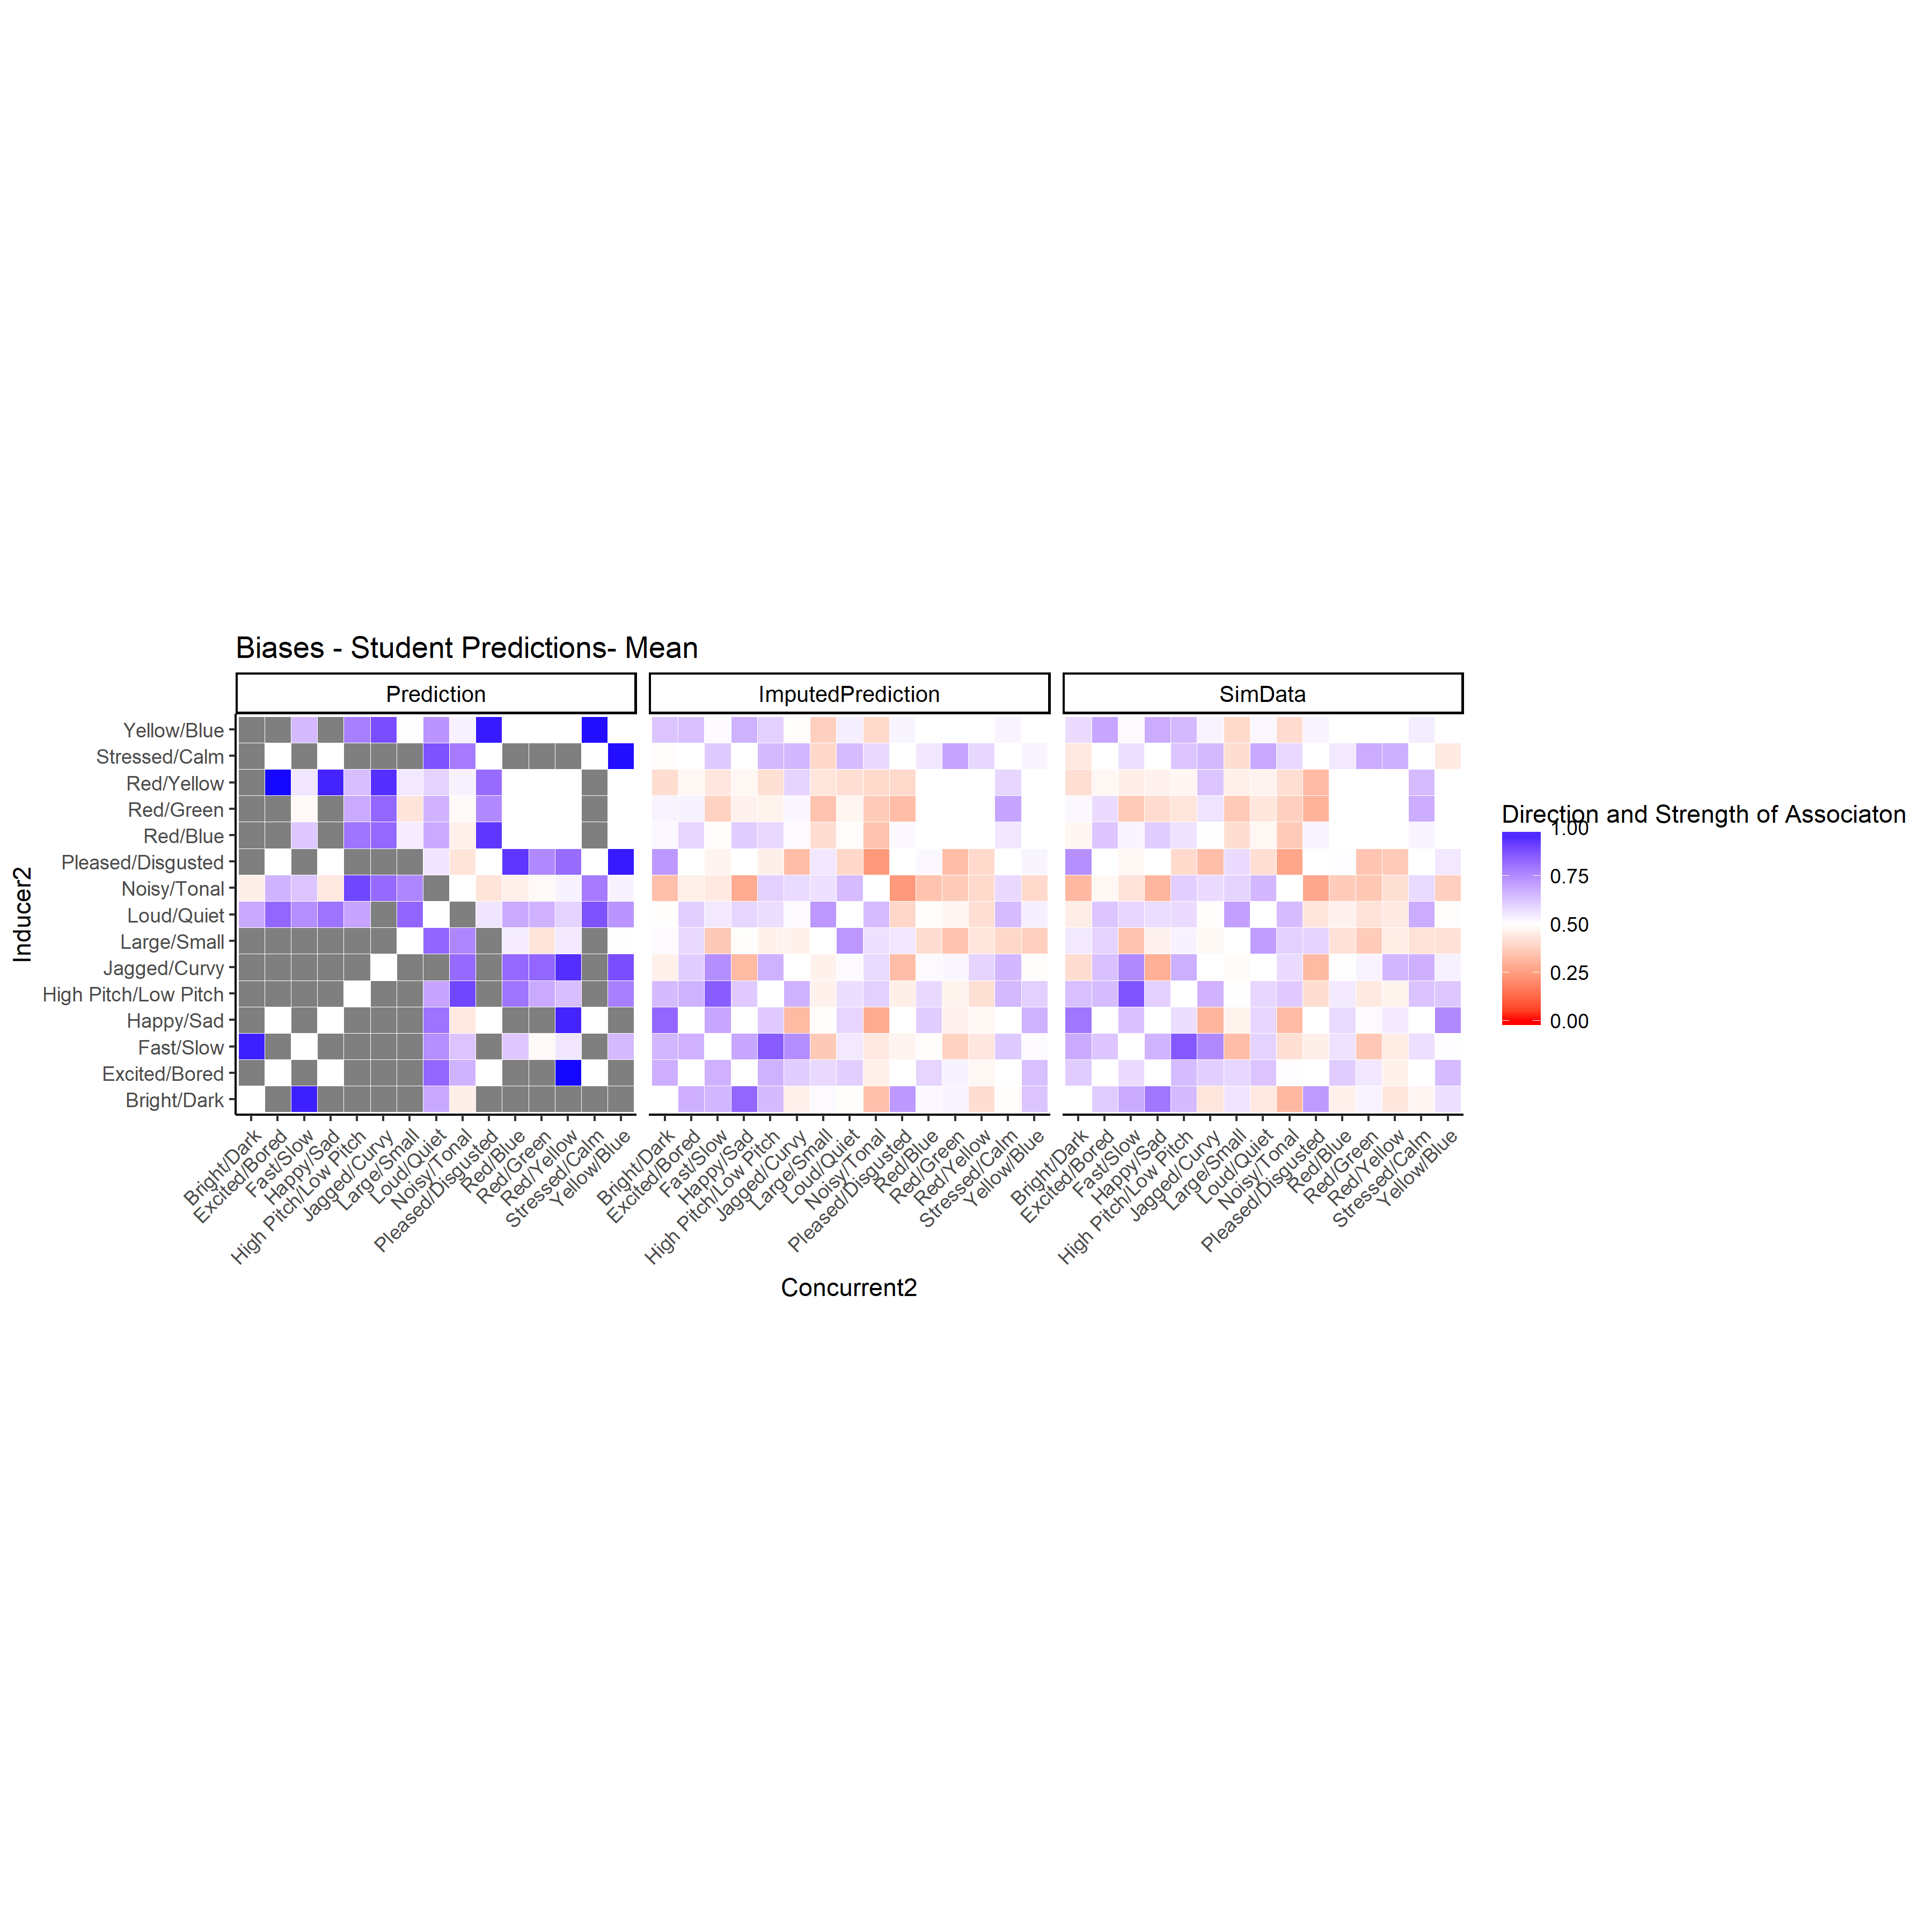 Biases - Student Predictions- Mean
Prediction
ImputedPrediction
SimData
Inducer2
Yellow/Blue
Stressed/Calm
Red/Yellow
Red/Green
Red/Blue
Pleased/Disgusted
Noisy/Tonal
Loud/Quiet
Large/Small
Jagged/Curvy
High Pitch/Low Pitch
Happy/Sad
Fast/Slow
Excited/Bored
Bright/Dark
Bright/Dark
Excited/Bored
Fast/Slow
Happy/Sad
High Pitch/Low Pitch
Jagged/Curvy
Large/Small
Loud/Quiet
Noisy/Tonal
Pleased/Disgusted
Red/Blue
Red/Green
Red/Yellow
Stressed/Calm
Yellow/Blue
Bright/Dark
Excited/Bored
Fast/Slow
Happy/Sad
High Pitch/Low Pitch
Jagged/Curvy
Large/Small
Loud/Quiet
Noisy/Tonal
Pleased/Disgusted
Red/Blue
Red/Green
Red/Yellow
Stressed/Calm
Yellow/Blue
Bright/Dark
Excited/Bored
Fast/Slow
Happy/Sad
High Pitch/Low Pitch
Jagged/Curvy
Large/Small
Loud/Quiet
Noisy/Tonal
Pleased/Disgusted
Red/Blue
Red/Green
Red/Yellow
Stressed/Calm
Yellow/Blue
Concurrent2
Direction and Strength of Associaton
1.00
0.75
0.50
0.25
0.00